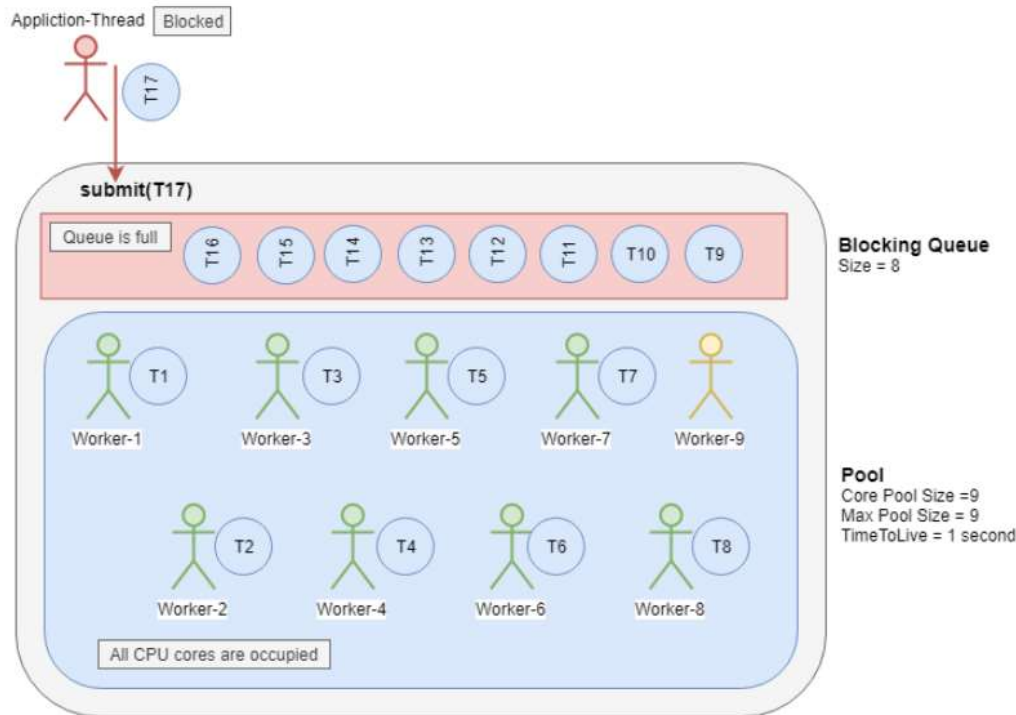 Appliction-Thread Blocked
T17
submit(T17)
Queue is full
T16 T15 T14 T13 T12 T11 T10 T9
Blocking Queue
Size = 8
T1 T3 T5 T7
Worker-1 Worker-3 Worker-5 Worker-7 Worker-9
Pool
Core Pool Size =9
Max Pool Size = 9
TimeToLive = 1 second
T2 T4 T6 T8
Worker-2 Worker-4 Worker-6 Worker-8
All CPU cores are occupied